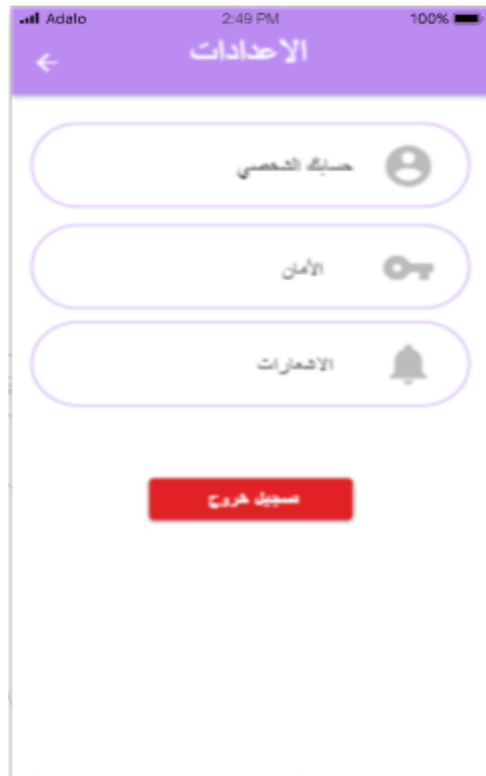 Adalo 2:49 PM 100%
الاعدادات
حسابك الشخصي
الأمان
الاشعارات
تسجيل خروج